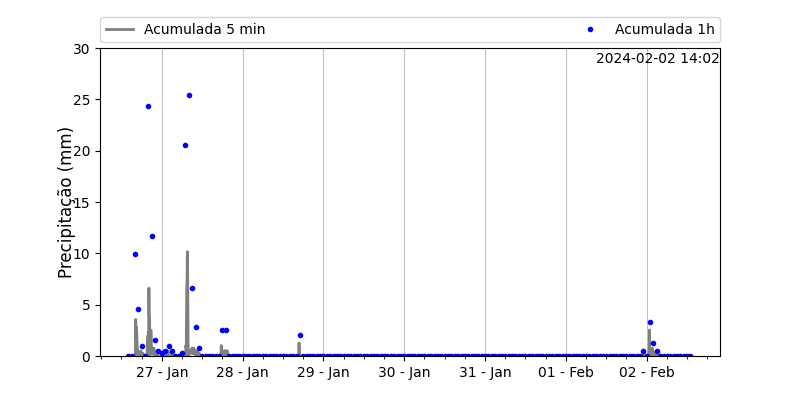 Acumulada 5 min
Acumulada 1h
2024-02-02 14:02
Precipitação (mm)
30
25
20
15
10
5
0
27 - Jan
28 - Jan
29 - Jan
30 - Jan
31 - Jan
01 - Feb
02 - Feb